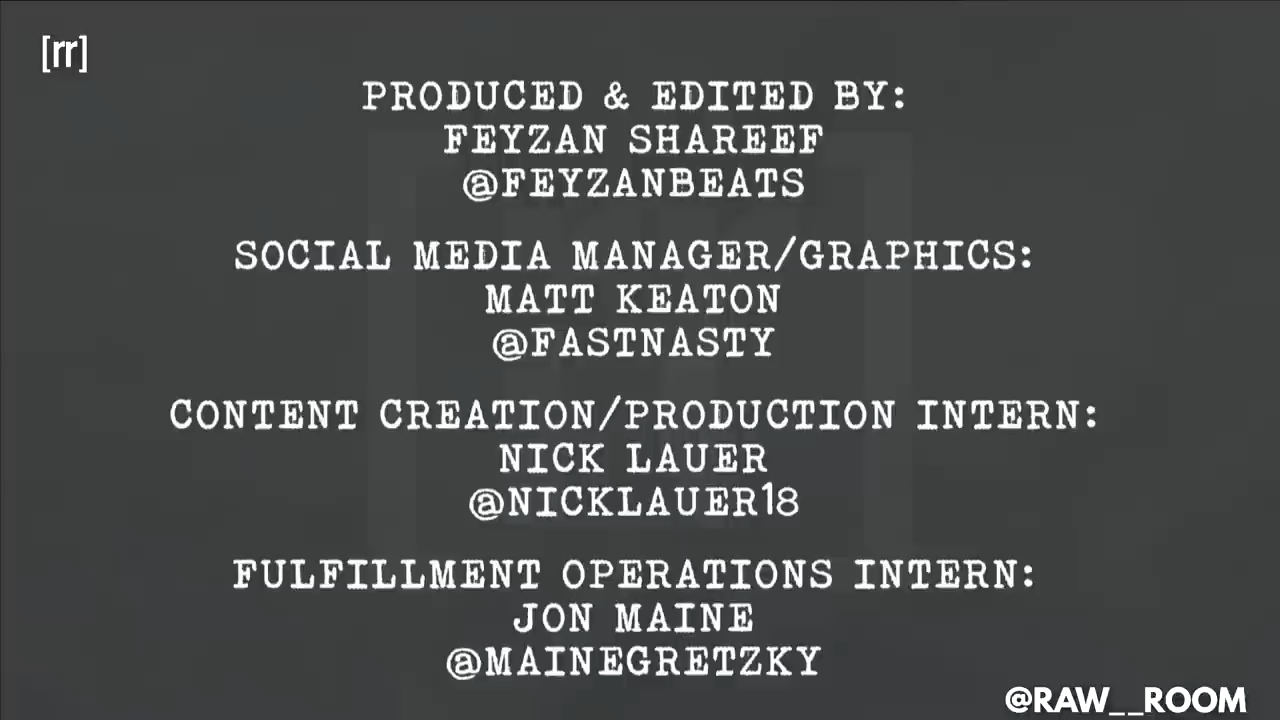 [rr]
PRODUCED & EDITED BY:
FEYZAN SHAREEF
@FEYZANBEATS
SOCIAL MEDIA MANAGER/GRAPHICS:
MATT KEATON
@FASTNASTY
CONTENT CREATION/PRODUCTION INTERN:
NICK LAUER
@NICKLAUER18
FULFILLMENT OPERATIONS INTERN:
JON MAINE
@MAINEGRETZKY
@RAW__ROOM